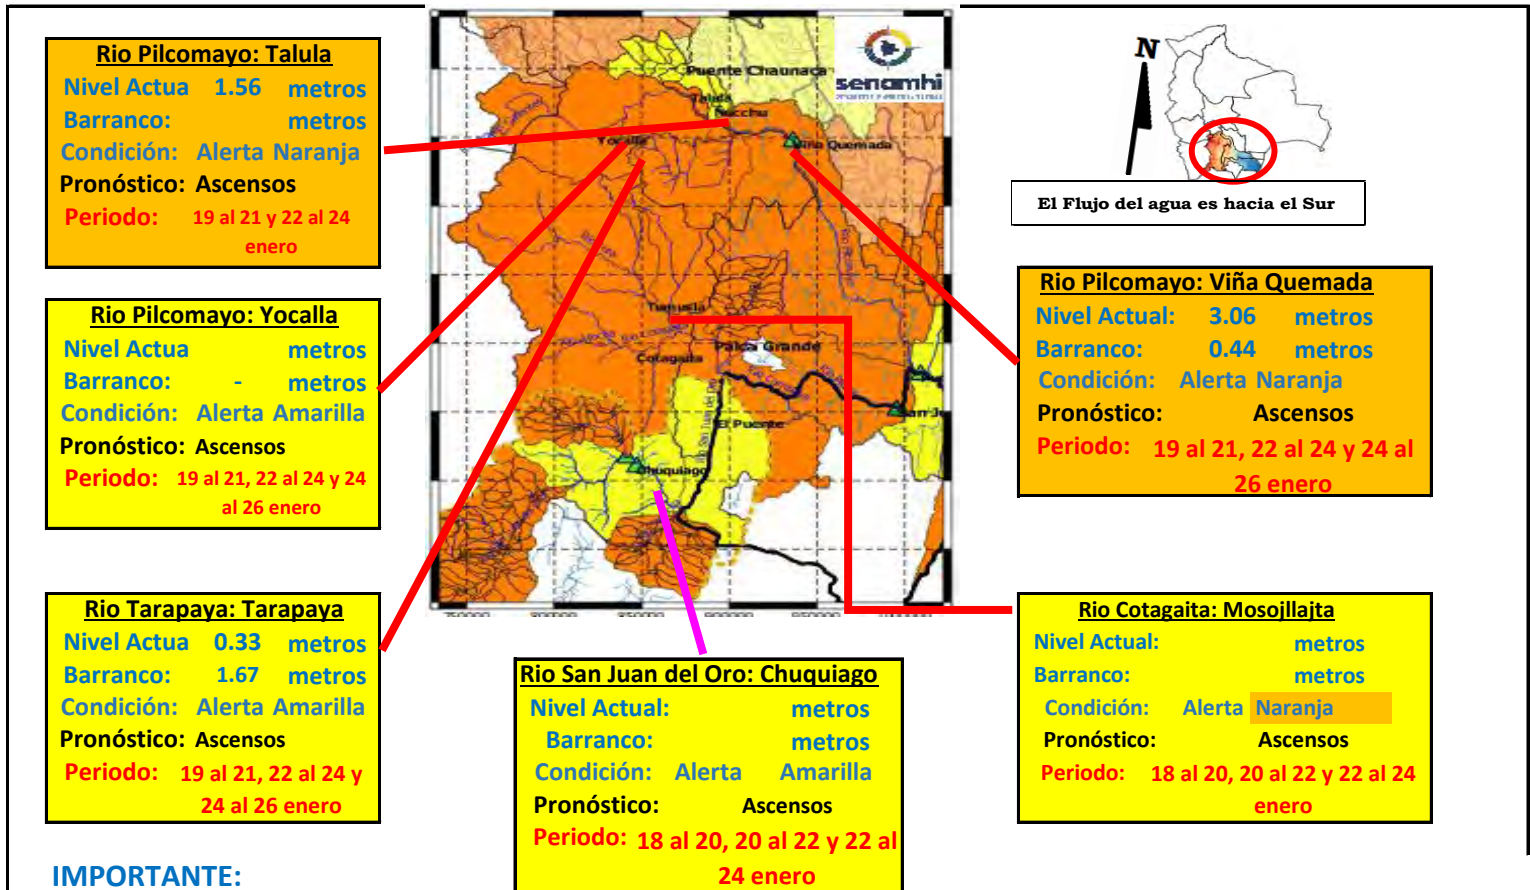 Rio Pilcomayo: Talula
Nivel Actua 1.56 metros
Barranco: metros
Condición: Alerta Naranja
Pronóstico: Ascensos
Periodo: 19 al 21 y 22 al 24
enero
Rio Pilcomayo: Yocalla
Nivel Actua metros
Barranco: - metros
Condición: Alerta Amarilla
Pronóstico: Ascensos
Periodo: 19 al 21, 22 al 24 y 24
al 26 enero
Rio Tarapaya: Tarapaya
Nivel Actua 0.33 metros
Barranco: 1.67 metros
Condición: Alerta Amarilla
Pronóstico: Ascensos
Periodo: 19 al 21, 22 al 24 y
24 al 26 enero
IMPORTANTE:
senamhi
Puente Chaunaca
Talula
Yocalla
Viña Quemada
Tumusla
Palca Grande
Cotagaita
El Puente
Chuquiago
Rio San Juan del Oro: Chuquiago
Nivel Actual: metros
Barranco: metros
Condición: Alerta Amarilla
Pronóstico: Ascensos
Periodo: 18 al 20, 20 al 22 y 22 al
24 enero
N
El Flujo del agua es hacia el Sur
Rio Pilcomayo: Viña Quemada
Nivel Actual: 3.06 metros
Barranco: 0.44 metros
Condición: Alerta Naranja
Pronóstico: Ascensos
Periodo: 19 al 21, 22 al 24 y 24 al
26 enero
Rio Cotagaita: Mosojllajta
Nivel Actual: metros
Barranco: metros
Condición: Alerta Naranja
Pronóstico: Ascensos
Periodo: 18 al 20, 20 al 22 y 22 al 24
enero